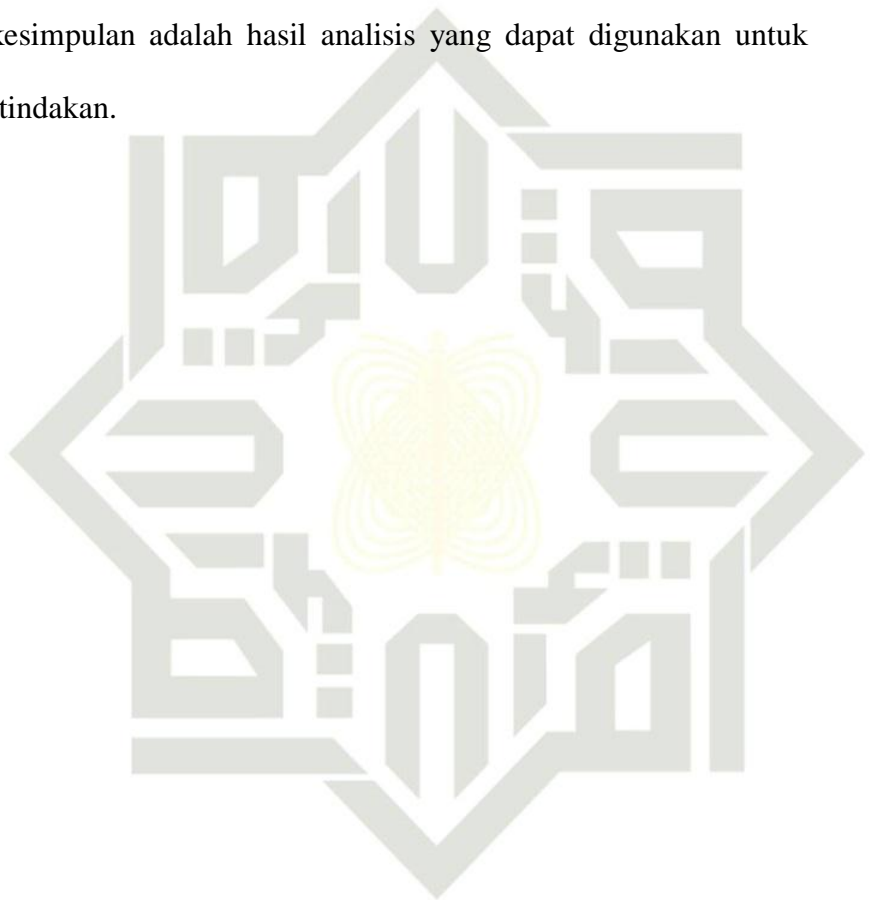 kesimpulan adalah hasil analisis yang dapat digunakan untuk
tindakan.